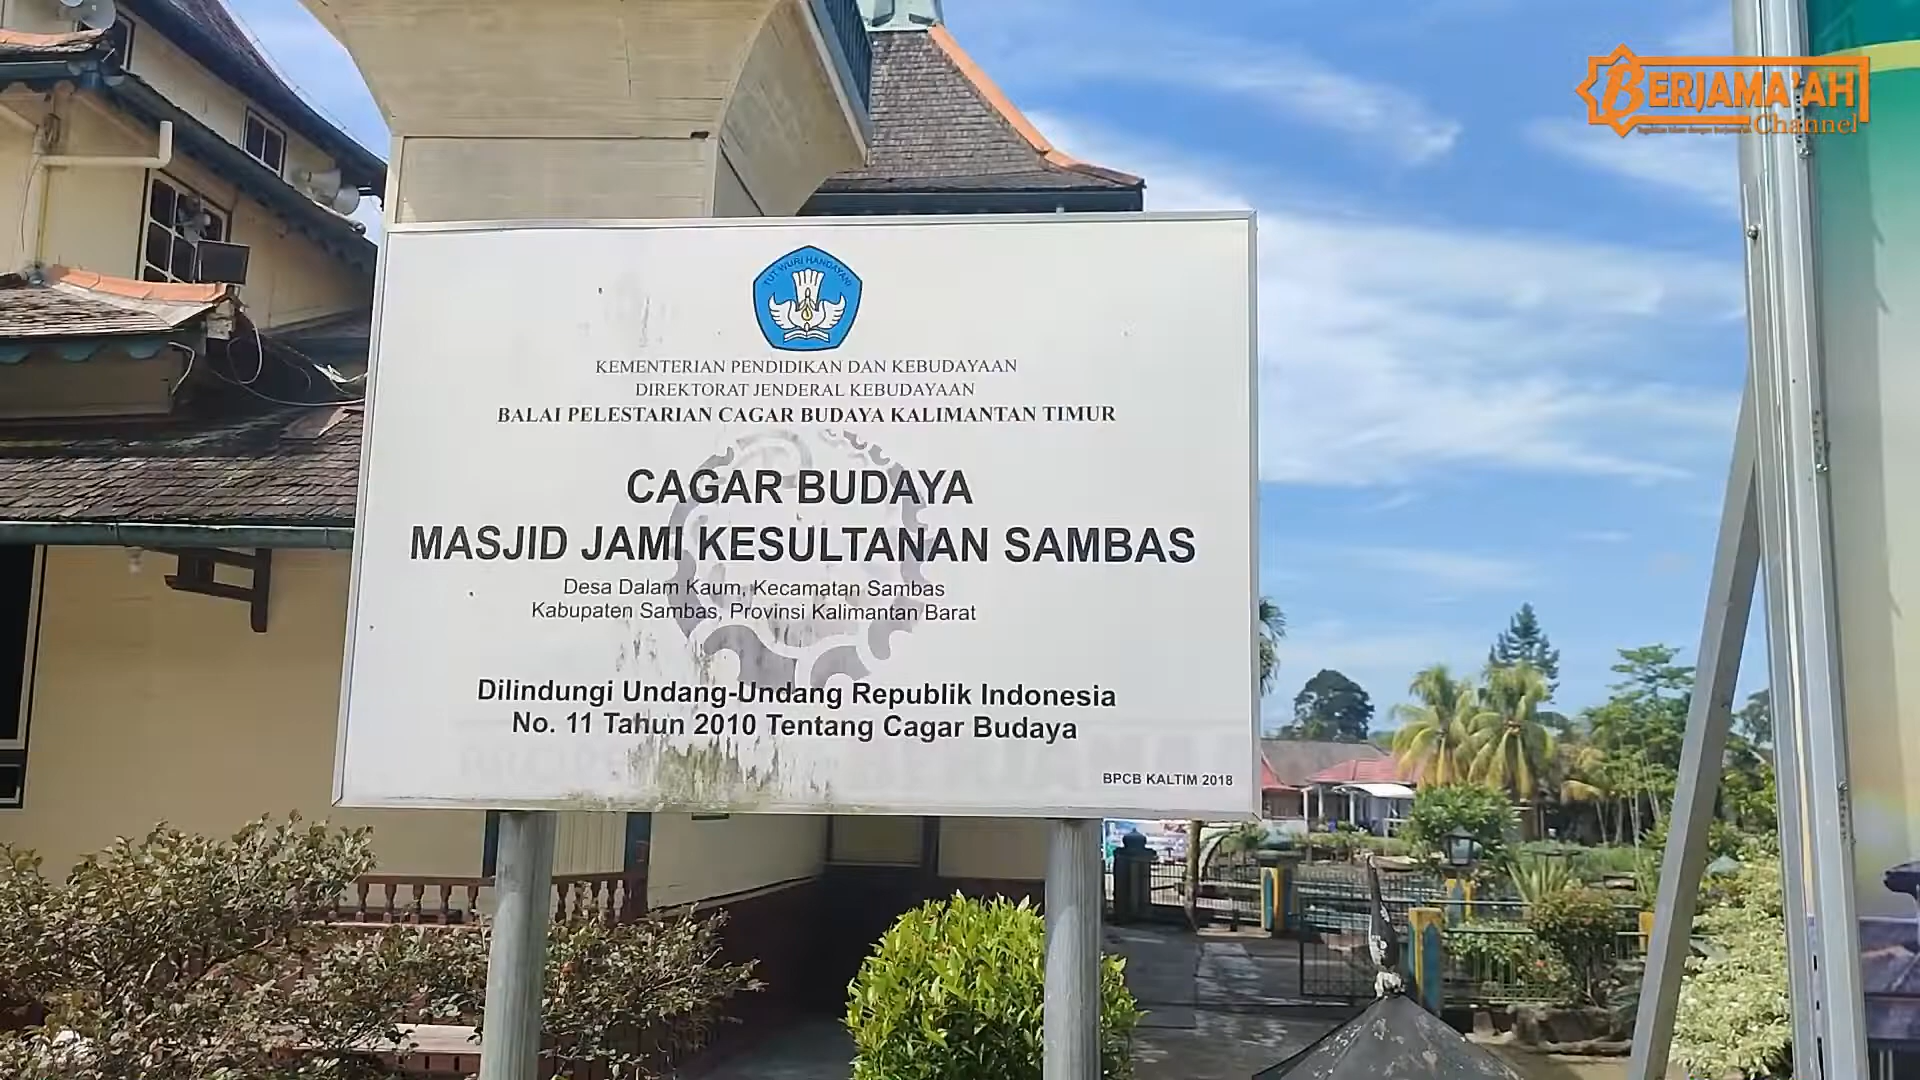 BERJAMA'AH
Channel
TUT WURI HANDAYANI
KEMENTERIAN PENDIDIKAN DAN KEBUDAYAAN
DIREKTORAT JENDERAL KEBUDAYAAN
BALAI PELESTARIAN CAGAR BUDAYA KALIMANTAN TIMUR
CAGAR BUDAYA
MASJID JAMI KESULTANAN SAMBAS
Desa Dalam Kaum, Kecamatan Sambas
Kabupaten Sambas, Provinsi Kalimantan Barat
Dilindungi Undang-Undang Republik Indonesia
No. 11 Tahun 2010 Tentang Cagar Budaya
BPCB KALTIM 2018